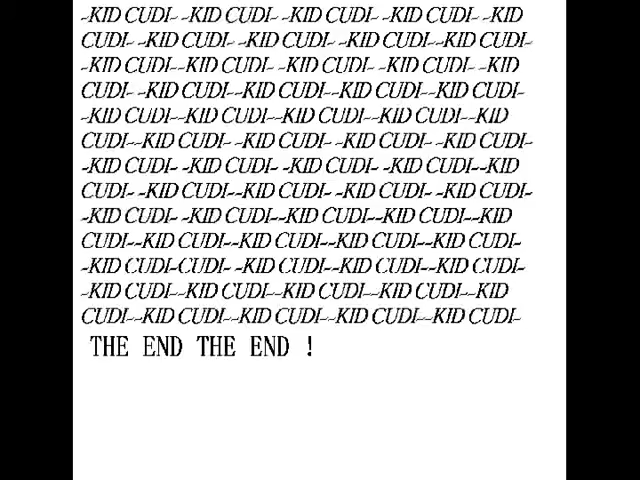 -KID CUDI- -KID CUDI- -KID CUDI- -KID CUDI- -KID
CUDI- -KID CUDI- -KID CUDI- -KID CUDI--KID CUDI-
-KID CUDI--KID CUDI- -KID CUDI- -KID CUDI- -KID
CUDI- -KID CUDI--KID CUDI--KID CUDI--KID CUDI-
-KID CUDI--KID CUDI--KID CUDI--KID CUDI--KID
CUDI--KID CUDI- -KID CUDI- -KID CUDI- -KID CUDI-
-KID CUDI- -KID CUDI- -KID CUDI- -KID CUDI--KID
CUDI- -KID CUDI--KID CUDI- -KID CUDI- -KID CUDI-
-KID CUDI- -KID CUDI--KID CUDI--KID CUDI--KID
CUDI--KID CUDI--KID CUDI--KID CUDI--KID CUDI-
-KID CUDI-CUDI- -KID CUDI--KID CUDI--KID CUDI-
-KID CUDI--KID CUDI--KID CUDI--KID CUDI--KID
CUDI--KID CUDI--KID CUDI--KID CUDI--KID CUDI-
THE END THE END !